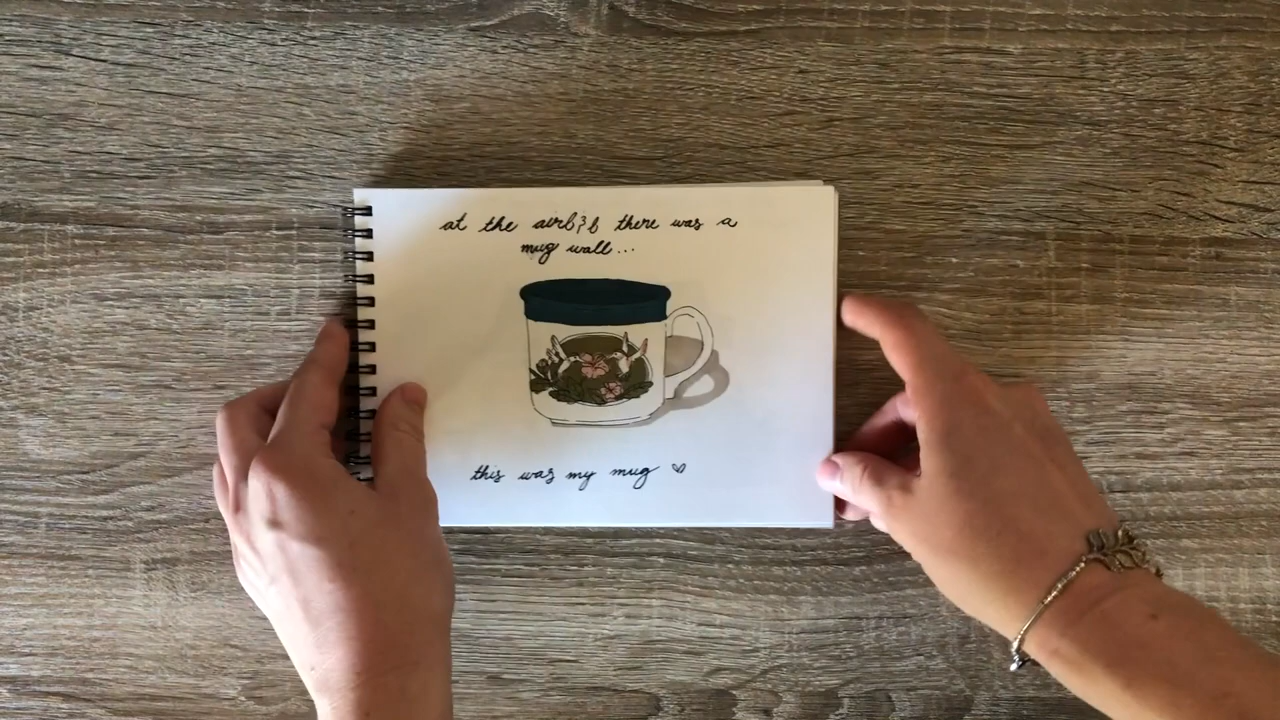 at the airb&b there was a
mug wall...
this was my mug ♡